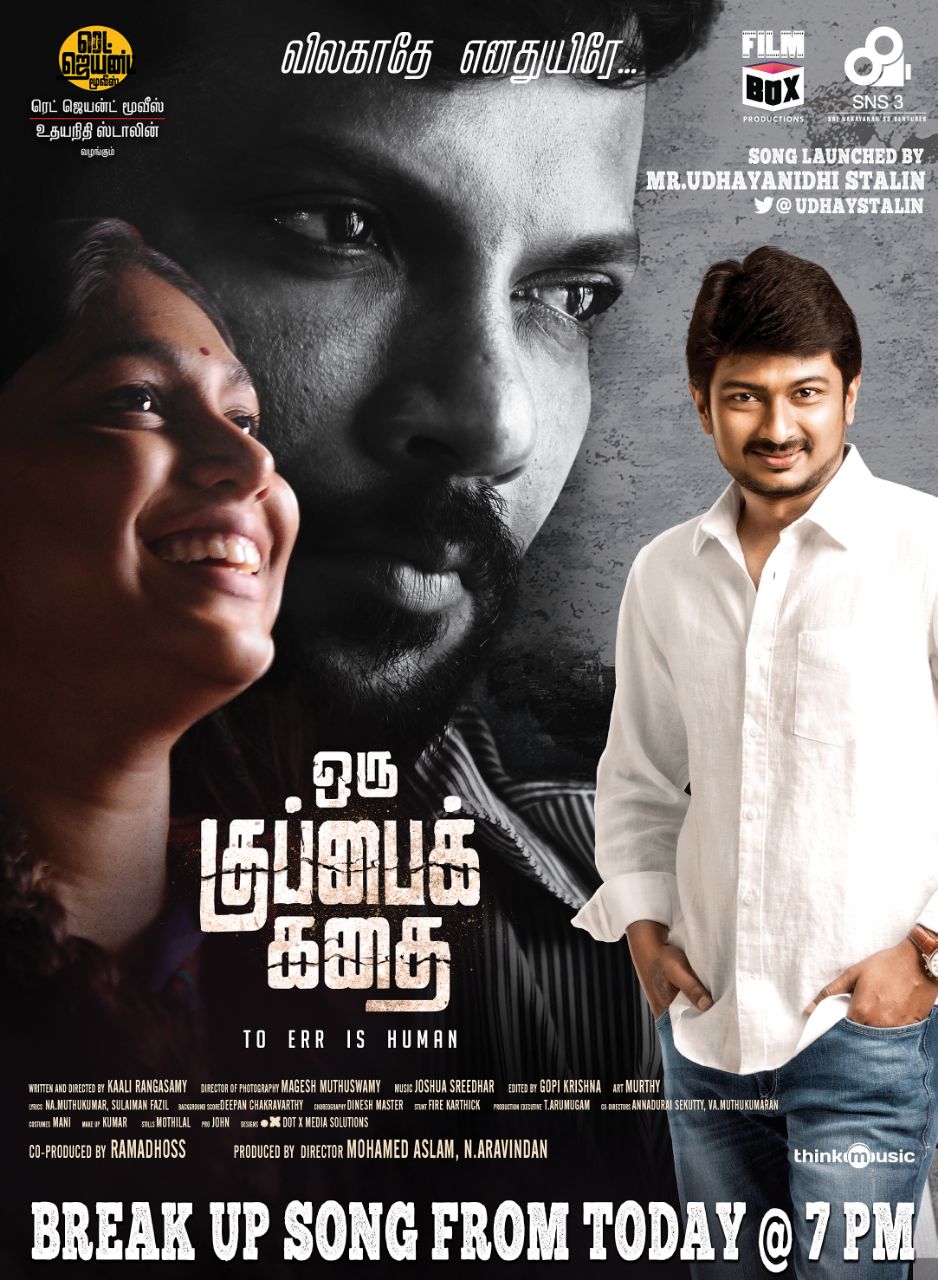 ரெட்
ஜெயண்ட்
மூவீஸ்
ரெட் ஜெயன்ட் மூவீஸ்
உதயநிதி ஸ்டாலின்
வழங்கும்
விலகாதே எனதுயிரே...
FILM
BOX
PRODUCTIONS
SNS 3
SRI NARAYARAN SS VENTURES
SONG LAUNCHED BY
MR.UDHAYANIDHI STALIN
@ UDHAYSTALIN
ஒரு
குப்பைக்
கதை
TO ERR IS HUMAN
WRITTEN AND DIRECTED BY KAALI RANGASAMY DIRECTOR OF PHOTOGRAPHY MAGESH MUTHUSWAMY MUSIC JOSHUA SREEDHAR EDITED BY GOPI KRISHNA ART MURTHY
LYRICS NA.MUTHUKUMAR, SULAIMAN FAZIL BACKGROUND SCORE DEEPAN CHAKRAVARTHY CHOREOGRAPHY DINESH MASTER STUNT FIRE KARTHICK PRODUCTION EXECUTIVE T.ARUMUGAM CO-DIRECTORS ANNADURAI SEKUTTY, VA.MUTHUKUMARAN
COSTUMES MANI MAKE UP KUMAR STILLS MOTHILAL PRO JOHN DESIGNS DOT X MEDIA SOLUTIONS
CO-PRODUCED BY RAMADHOSS PRODUCED BY DIRECTOR MOHAMED ASLAM, N.ARAVINDAN
think music
BREAK UP SONG FROM TODAY @ 7 PM